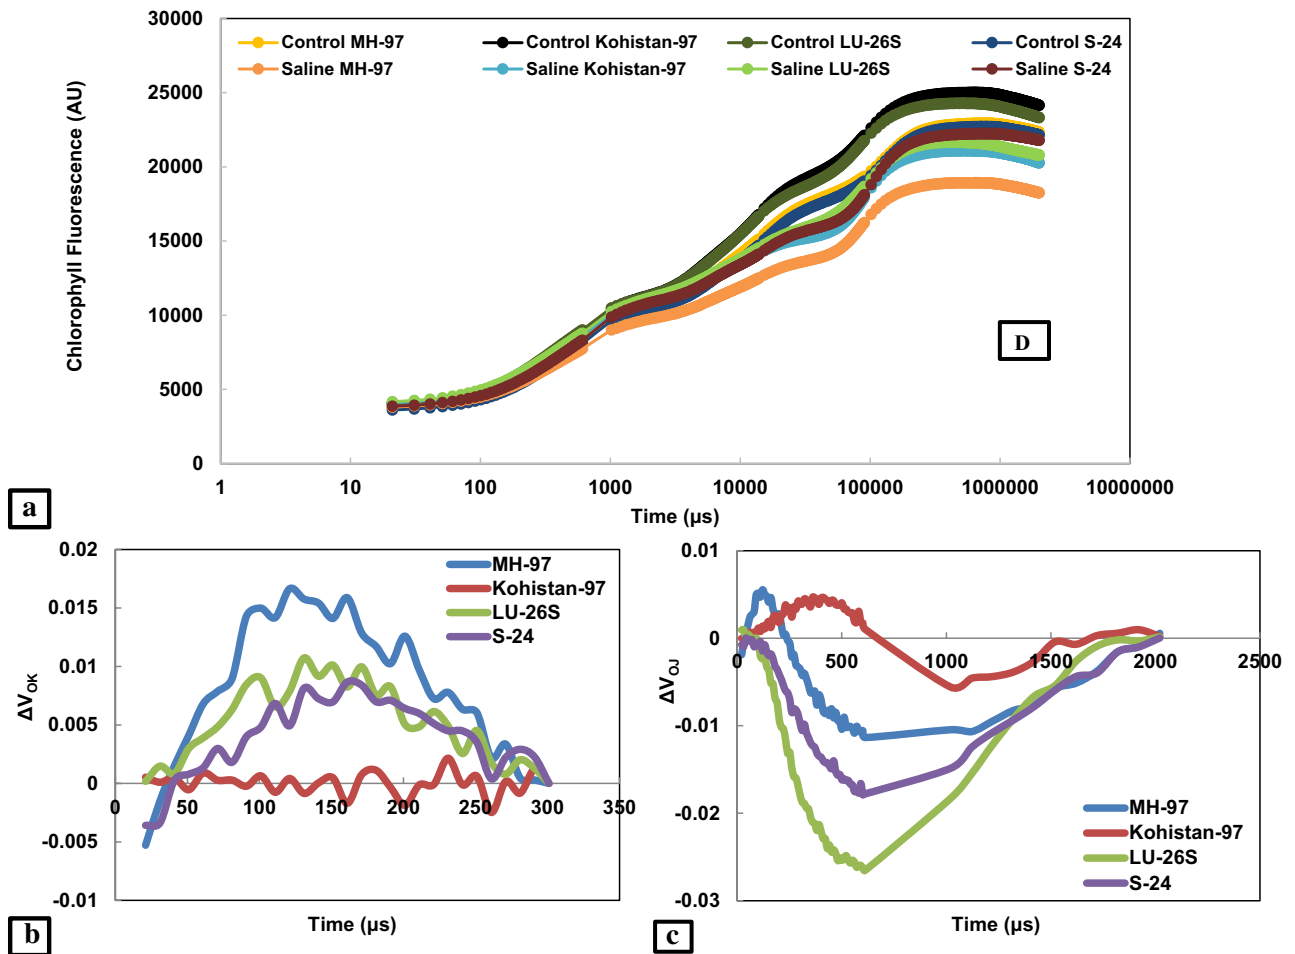 30000
25000
20000
15000
10000
5000
0
Chlorophyll Fluorescence (AU)
Control MH-97 Control Kohistan-97 Control LU-26S Control S-24
Saline MH-97 Saline Kohistan-97 Saline LU-26S Saline S-24
D
1 10 100 1000 10000 100000 1000000 10000000
Time (µs)
a
0.02
0.015
0.01
0.005
0
-0.005
-0.01
ΔVOK
MH-97
Kohistan-97
LU-26S
S-24
0 50 100 150 200 250 300 350
Time (µs)
b
0.01
0
-0.01
-0.02
-0.03
ΔVOJ
0 500 1000 1500 2000 2500
MH-97
Kohistan-97
LU-26S
S-24
Time (µs)
c